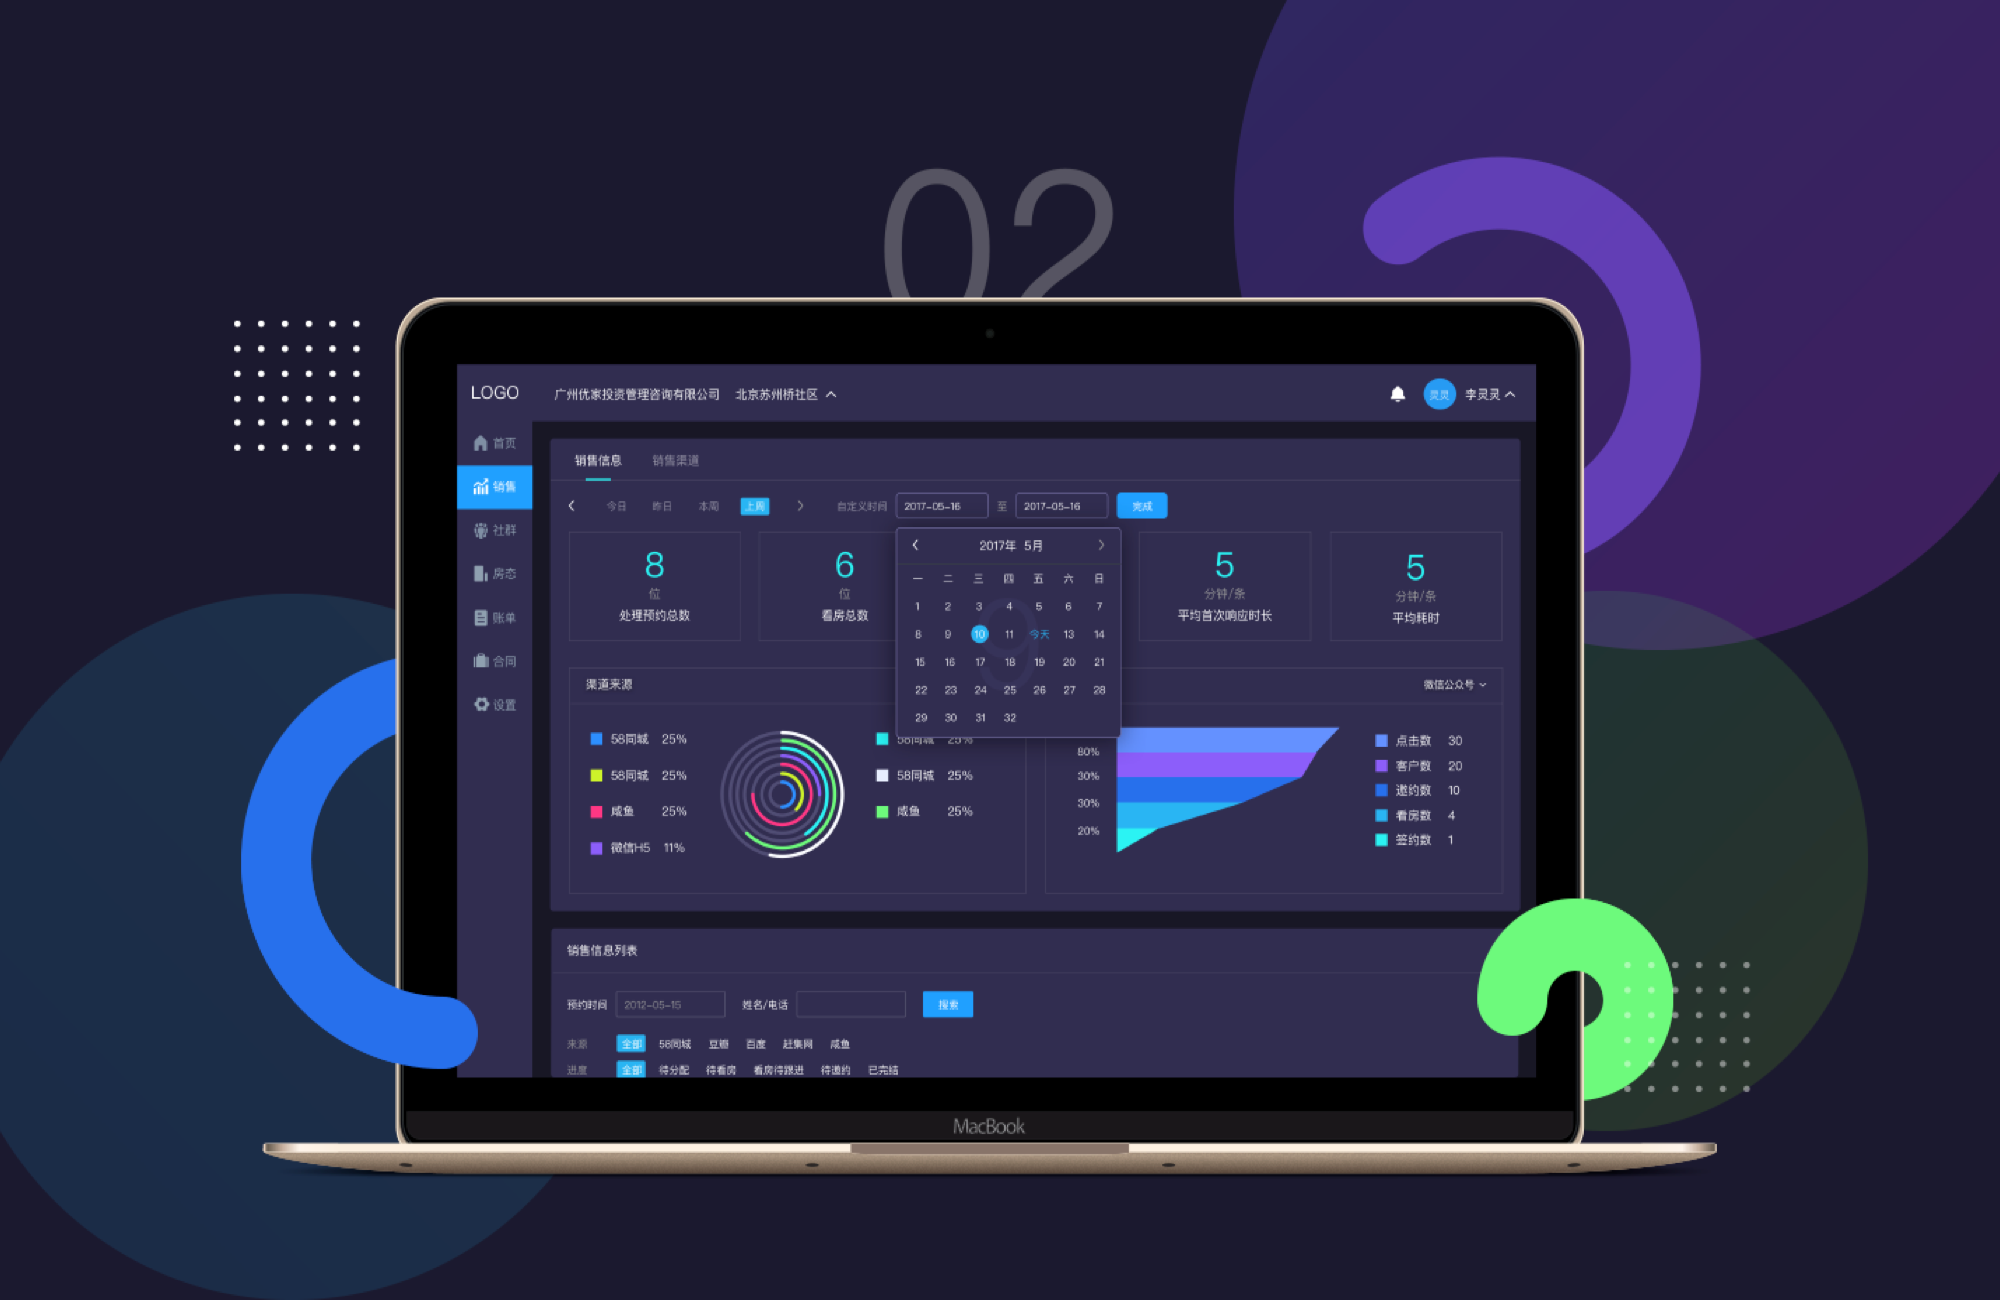 02
LOGO 广州优家投资管理咨询有限公司 北京苏州桥社区 灵灵 李灵灵
首页
销售
社群
房态
账单
合同
设置
销售信息 销售渠道
今日 昨日 本周 上周 自定义时间 2017-05-16 至 2017-05-16 完成
8
位
处理预约总数
6
位
看房总数
5
分钟/条
平均首次响应时长
5
分钟/条
平均耗时
2017年 5月
一 二 三 四 五 六 日
1 2 3 4 5 6 7
8 9 10 11 今天 13 14
15 16 17 18 19 20 21
22 23 24 25 26 27 28
29 30 31 32
9
渠道来源
58同城 25%
58同城 25%
咸鱼 25%
微信H5 11%
58同城 25%
58同城 25%
咸鱼 25%
微信公众号
80%
30%
30%
20%
点击数 30
客户数 20
邀约数 10
看房数 4
签约数 1
销售信息列表
预约时间 2012-05-15 姓名/电话 搜索
来源 全部 58同城 豆瓣 百度 赶集网 咸鱼
进度 全部 待分配 待看房 看房待跟进 待邀约 已完结
MacBook